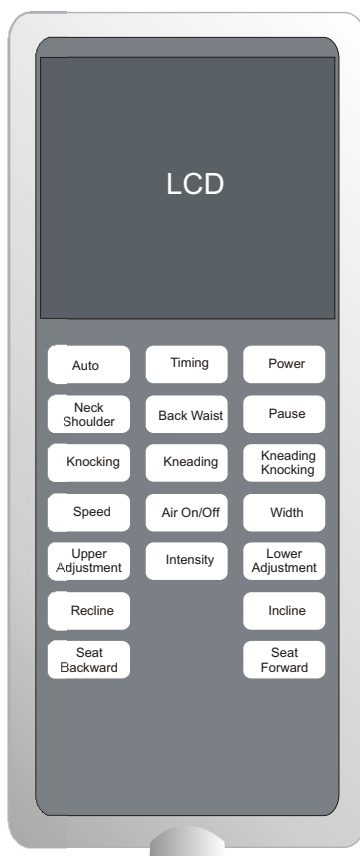 LCD
Auto
Timing
Power
Neck
Shoulder
Back Waist
Pause
Knocking
Kneading
Kneading
Knocking
Speed
Air On/Off
Width
Upper
Adjustment
Intensity
Lower
Adjustment
Recline
Incline
Seat
Backward
Seat
Forward